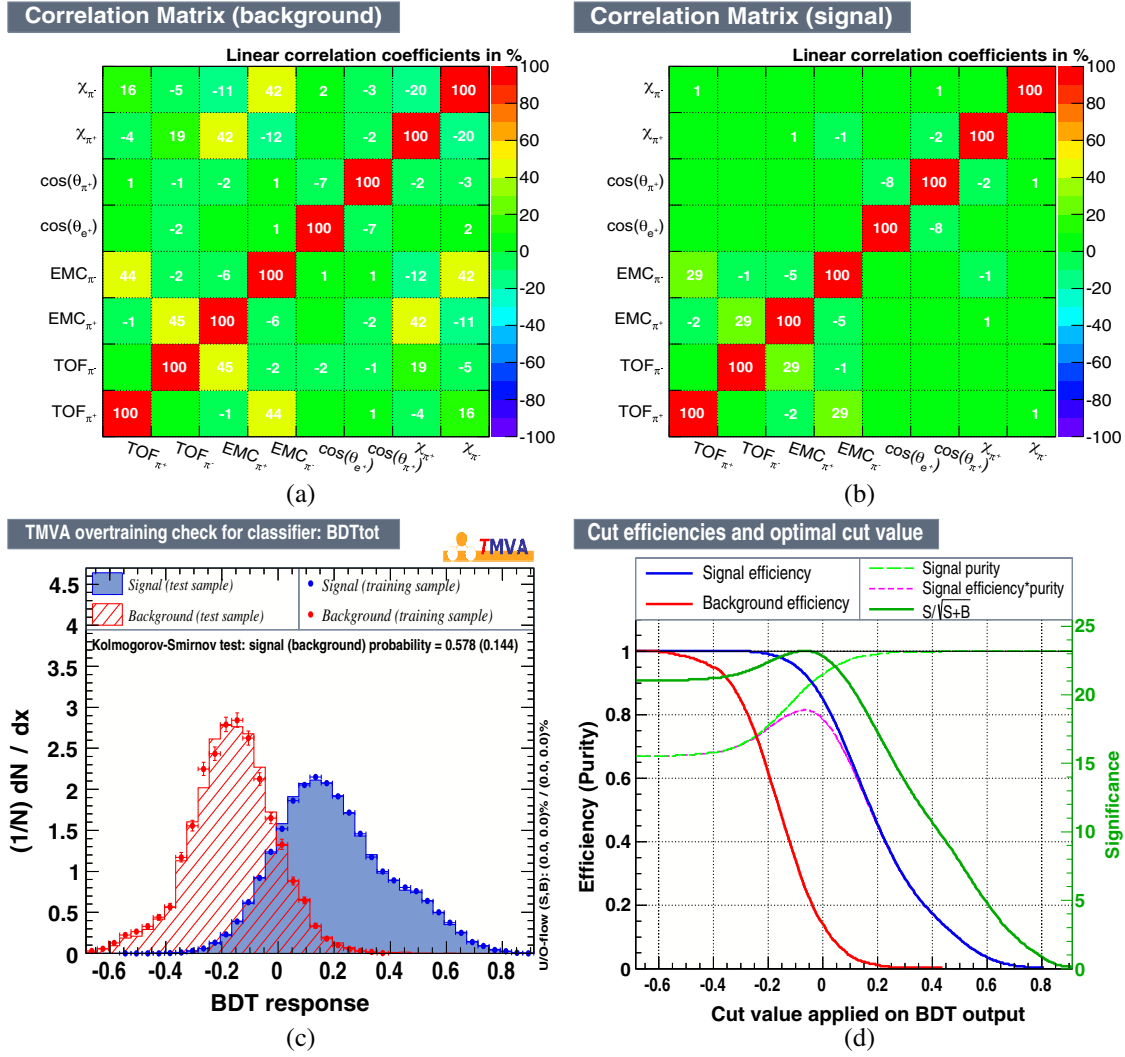 Correlation Matrix (background)
Linear correlation coefficients in %
χπ- 16 -5 -11 42 2 -3 -20 100
χπ+ -4 19 42 -12 -2 100 -20
cos(θπ+) 1 -1 -2 1 -7 100 -2 -3
cos(θe+) -2 1 100 -7 2
EMCπ- 44 -2 -6 100 1 1 -12 42
EMCπ+ -1 45 100 -6 -2 42 -11
TOFπ- 100 45 -2 -2 -1 19 -5
TOFπ+ 100 -1 44 1 -4 16
TOFπ+ TOFπ- EMCπ+ EMCπ- cos(θe+) cos(θπ+) χπ+ χπ-
100
80
60
40
20
0
-20
-40
-60
-80
-100
(a)
Correlation Matrix (signal)
Linear correlation coefficients in %
χπ- 1 1 100
χπ+ 1 -1 -2 100
cos(θπ+) -8 100 -2 1
cos(θe+) 100 -8
EMCπ- 29 -1 -5 100 -1
EMCπ+ -2 29 100 -5 1
TOFπ- 100 29 -1
TOFπ+ 100 -2 29 1
TOFπ+ TOFπ- EMCπ+ EMCπ- cos(θe+) cos(θπ+) χπ+ χπ-
100
80
60
40
20
0
-20
-40
-60
-80
-100
(b)
TMVA overtraining check for classifier: BDTtot
TMVA
Signal (test sample)
Background (test sample)
Signal (training sample)
Background (training sample)
Kolmogorov-Smirnov test: signal (background) probability = 0.578 (0.144)
4.5
4
3.5
3
2.5
2
1.5
1
0.5
0
(1/N) dN / dx
-0.6 -0.4 -0.2 0 0.2 0.4 0.6 0.8
BDT response
U/O-flow (S,B): (0.0, 0.0)% / (0.0, 0.0)%
(c)
Cut efficiencies and optimal cut value
Signal efficiency
Background efficiency
Signal purity
Signal efficiency*purity
S/√S+B
1
0.8
0.6
0.4
0.2
0
Efficiency (Purity)
25
20
15
10
5
0
Significance
-0.6 -0.4 -0.2 0 0.2 0.4 0.6 0.8
Cut value applied on BDT output
(d)